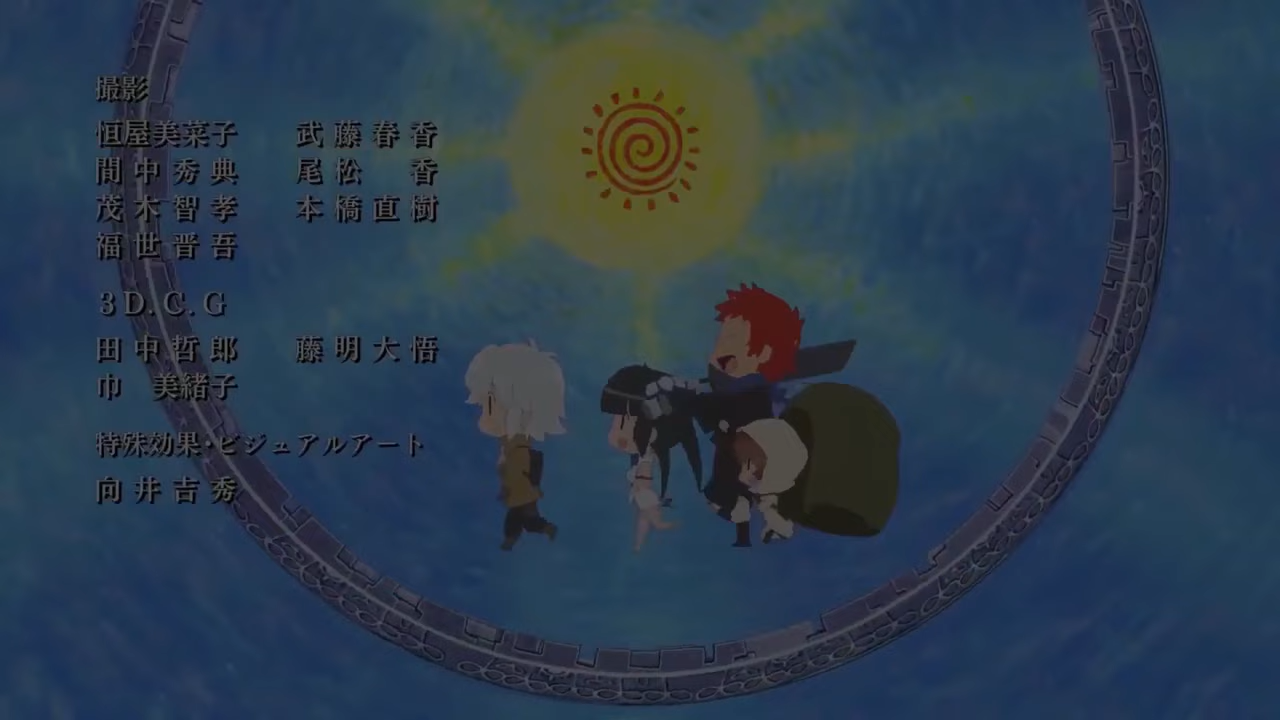 撮影
恒屋美菜子 武藤春香
間中秀典 尾松 香
茂木智孝 本橋直樹
福世晋吾
3D.C.G
田中哲郎 藤明大悟
巾 美緒子
特殊効果・ビジュアルアート
向井吉秀